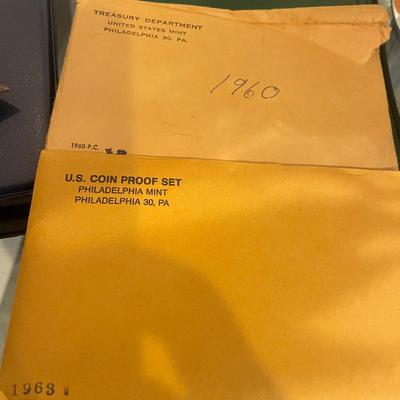 TREASURY DEPARTMENT
UNITED STATES MINT
PHILADELPHIA 30, PA.
1960
1960-P.C.
U.S. COIN PROOF SET
PHILADELPHIA MINT
PHILADELPHIA 30, PA
1963